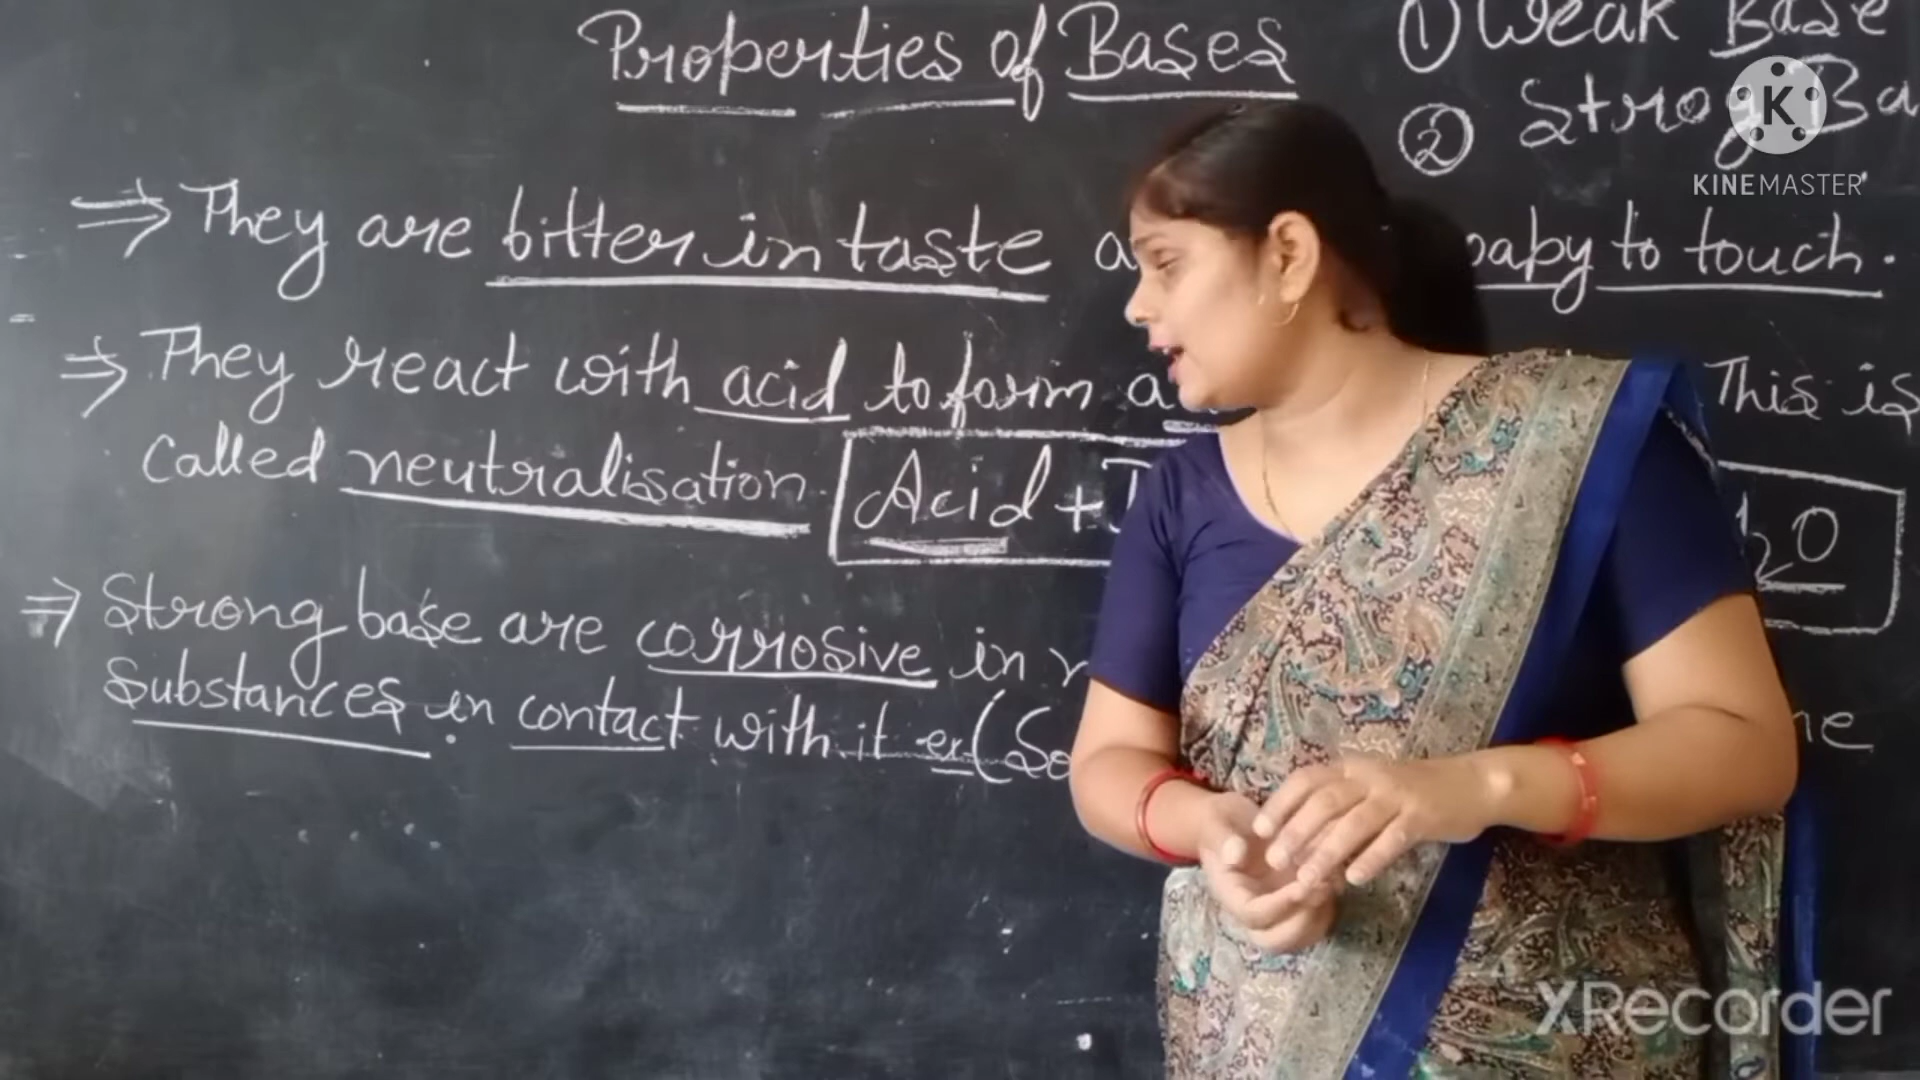 Properties of Bases
① Weak Base
② Strog Ba
KINEMASTER
⇒ They are bitter in taste a oapy to touch.
⇒ They react with acid to form a This is
called neutralisation. Acid + 2O
⇒ Strong base are corrosive in
Substances in contact with it ex (So ne
XRecorder